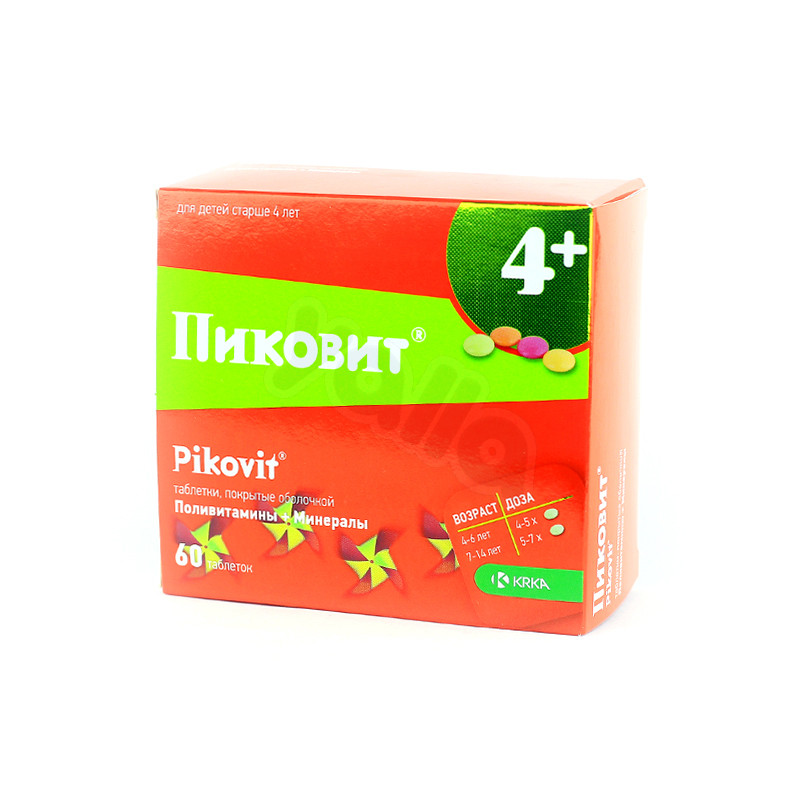 для детей старше 4 лет
4+
Пиковит®
Pikovit®
таблетки, покрытые оболочкой
Поливитамины + Минералы
60 таблеток
ВОЗРАСТ ДОЗА
4-6 лет 4-5 x
7-14 лет 5-7 x
KRKA
Пиковит®
Pikovit®
yalla